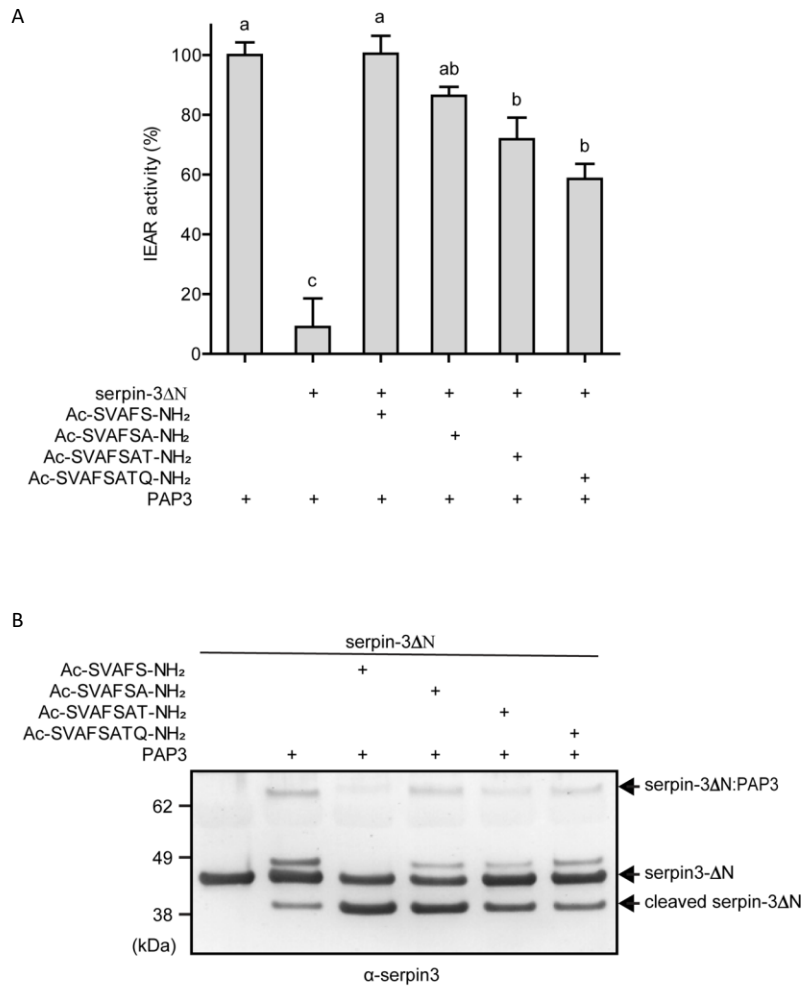 A
a
a
ab
b
b
c
100
80
60
40
20
0
IEAR activity (%)
serpin-3ΔN + + + + +
Ac-SVAFS-NH₂ +
Ac-SVAFSA-NH₂ +
Ac-SVAFSAT-NH₂ +
Ac-SVAFSATQ-NH₂ +
PAP3 + + + + + +
B
serpin-3ΔN
Ac-SVAFS-NH₂ +
Ac-SVAFSA-NH₂ +
Ac-SVAFSAT-NH₂ +
Ac-SVAFSATQ-NH₂ +
PAP3 + + + + +
serpin-3ΔN:PAP3
62
49
serpin3-ΔN
cleaved serpin-3ΔN
38
(kDa)
α-serpin3